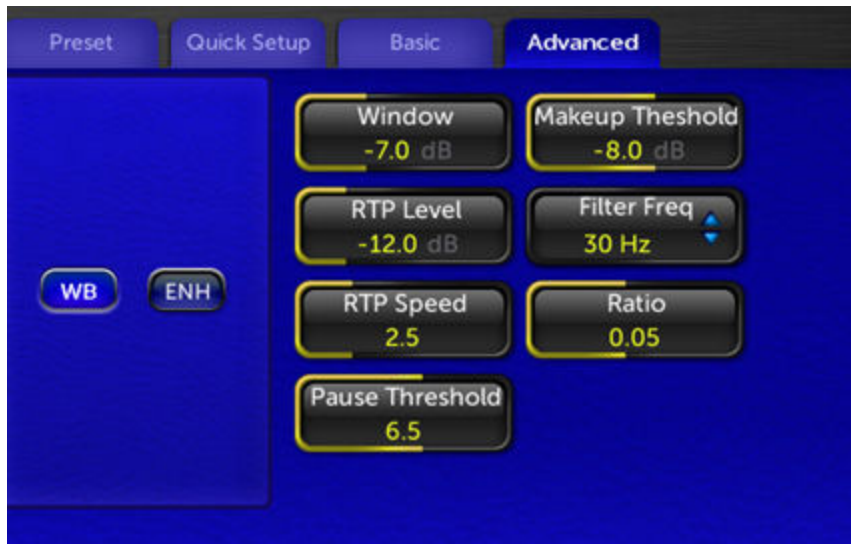 Preset Quick Setup Basic Advanced
Window
-7.0 dB
Makeup Theshold
-8.0 dB
RTP Level
-12.0 dB
Filter Freq
30 Hz
WB ENH
RTP Speed
2.5
Ratio
0.05
Pause Threshold
6.5